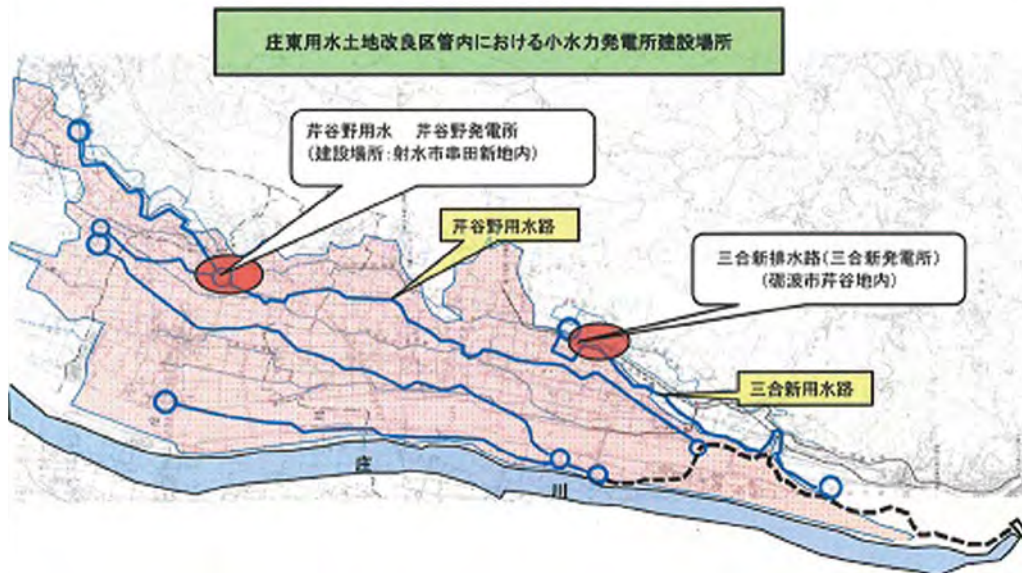 庄東用水土地改良区管内における小水力発電所建設場所
芹谷野用水　芹谷野発電所
(建設場所:射水市串田新地内)
芹谷野用水路
三合新排水路(三合新発電所)
(砺波市芹谷地内)
三合新用水路
庄
川